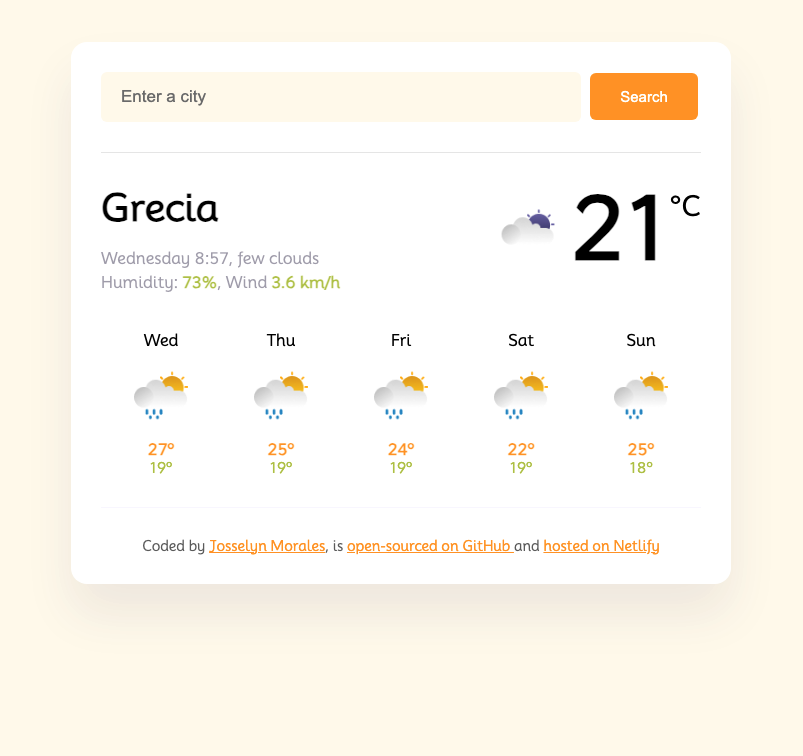 Enter a city
Search
Grecia
21 °C
Wednesday 8:57, few clouds
Humidity: 73%, Wind 3.6 km/h
Wed Thu Fri Sat Sun
27° 25° 24° 22° 25°
19° 19° 19° 19° 18°
Coded by Josselyn Morales, is open-sourced on GitHub and hosted on Netlify